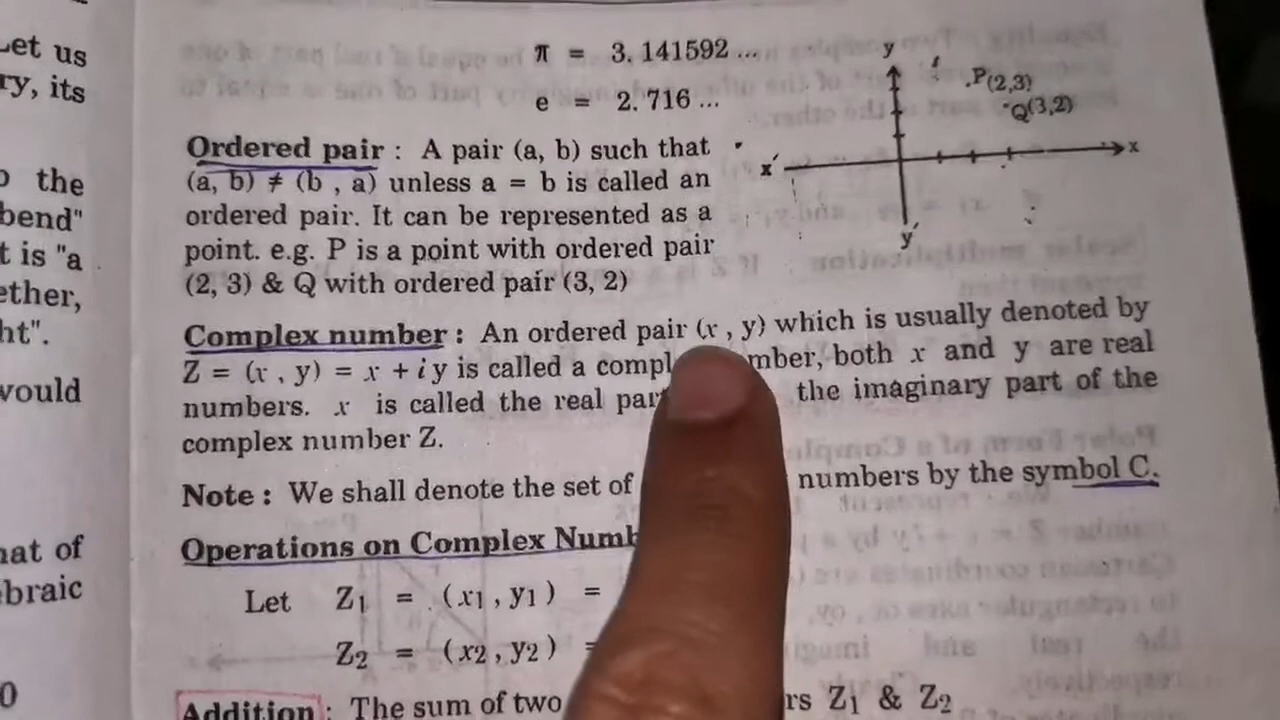 Let us
ry, its
the
bend"
t is "a
ether,
ht".
would
hat of
braic
0
π = 3.141592 ...
e = 2.716 ...
y
P(2,3)
Q(3,2)
x' x
y'
Ordered pair : A pair (a, b) such that
(a, b) ≠ (b , a) unless a = b is called an
ordered pair. It can be represented as a
point. e.g. P is a point with ordered pair
(2, 3) & Q with ordered pair (3, 2)
Complex number : An ordered pair (x , y) which is usually denoted by
Z = (x , y) = x + i y is called a compl mber, both x and y are real
numbers. x is called the real par the imaginary part of the
complex number Z.
Note : We shall denote the set of numbers by the symbol C.
Operations on Complex Numb
Let Z1 = (x1 , y1 ) =
Z2 = (x2 , y2 ) =
Addition : The sum of two rs Z1 & Z2